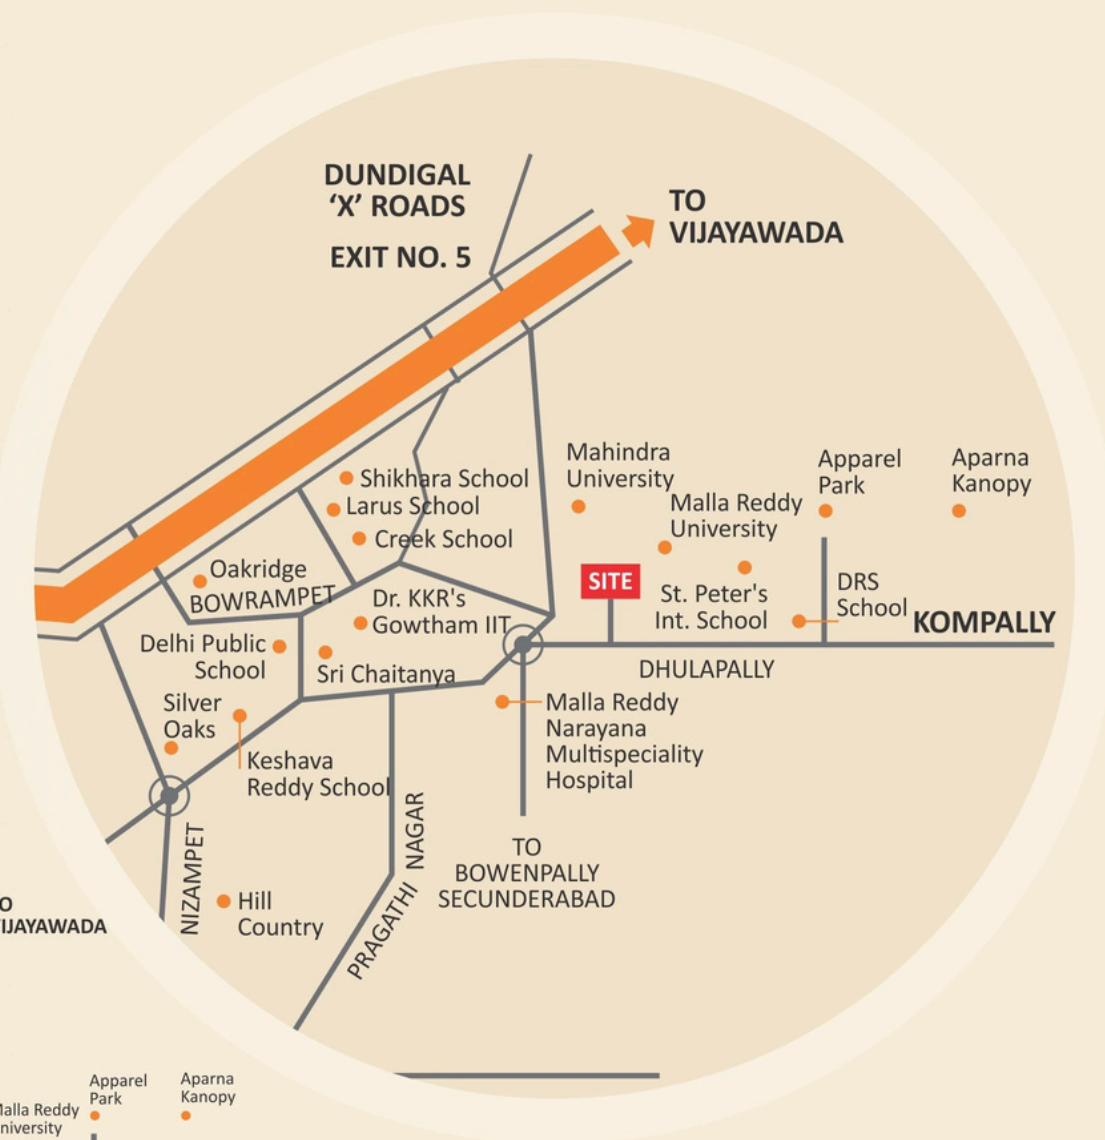 DUNDIGAL
‘X’ ROADS
EXIT NO. 5
TO
VIJAYAWADA
Mahindra
University
Apparel
Park
Aparna
Kanopy
Shikhara School
Larus School
Creek School
Malla Reddy
University
Oakridge
BOWRAMPET
SITE
St. Peter's
Int. School
DRS
School
KOMPALLY
Dr. KKR's
Gowtham IIT
Delhi Public
School
Sri Chaitanya
DHULAPALLY
Silver
Oaks
Malla Reddy
Narayana
Multispeciality
Hospital
Keshava
Reddy School
NIZAMPET
PRAGATHI NAGAR
TO
BOWENPALLY
SECUNDERABAD
Hill
Country
O
IJAYAWADA
Apparel
Park
Aparna
Kanopy
alla Reddy
niversity